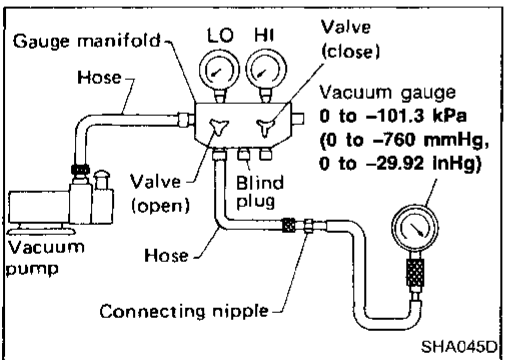 LO HI
Valve
(close)
Gauge manifold
Hose
Vacuum gauge
0 to -101.3 kPa
(0 to -760 mmHg,
0 to -29.92 inHg)
Valve
(open)
Blind
plug
Vacuum
pump
Hose
Connecting nipple
SHA045D